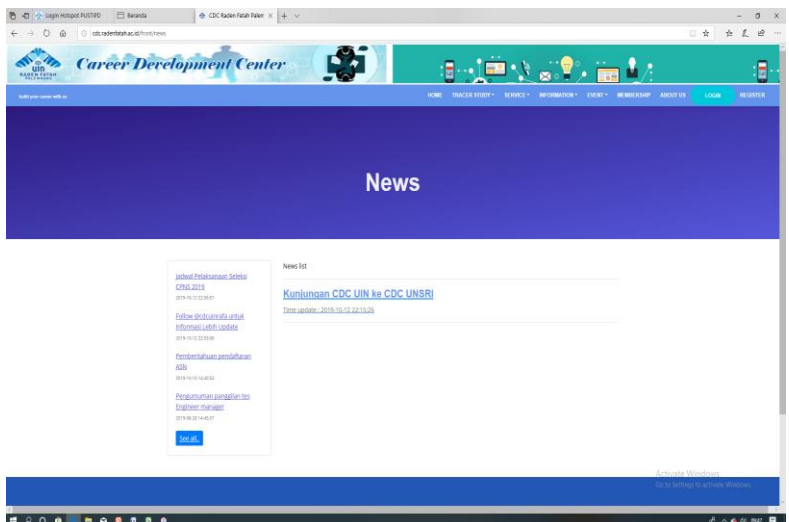 Login Hotspot PUSTIPD
Beranda
CDC Raden Fatah Palem
cdc.radenfatah.ac.id/front/news
uin
RADEN FATAH
PALEMBANG
Career Development Center
build your career with us
HOME TRACER STUDY SERVICE INFORMATION EVENT MEMBERSHIP ABOUT US LOGIN REGISTER
News
Jadwal Pelaksanaan Seleksi
CPNS 2019
Follow @cdcuinrafa untuk
Informasi Lebih Update
Pemberitahuan pendaftaran
ASN
Pengumuman panggilan tes
Engineer manager
See all..
News list
Kunjungan CDC UIN ke CDC UNSRI
Time update : 2019-10-12 22:15:26
Activate Windows
Go to Settings to activate Windows.